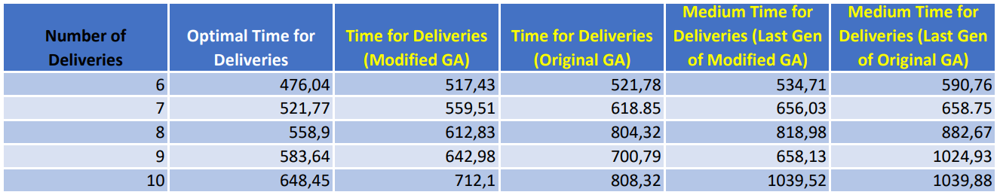 Number of Deliveries | Optimal Time for Deliveries | Time for Deliveries (Modified GA) | Time for Deliveries (Original GA) | Medium Time for Deliveries (Last Gen of Modified GA) | Medium Time for Deliveries (Last Gen of Original GA)
6 | 476,04 | 517,43 | 521,78 | 534,71 | 590,76
7 | 521,77 | 559,51 | 618.85 | 656,03 | 658.75
8 | 558,9 | 612,83 | 804,32 | 818,98 | 882,67
9 | 583,64 | 642,98 | 700,79 | 658,13 | 1024,93
10 | 648,45 | 712,1 | 808,32 | 1039,52 | 1039,88